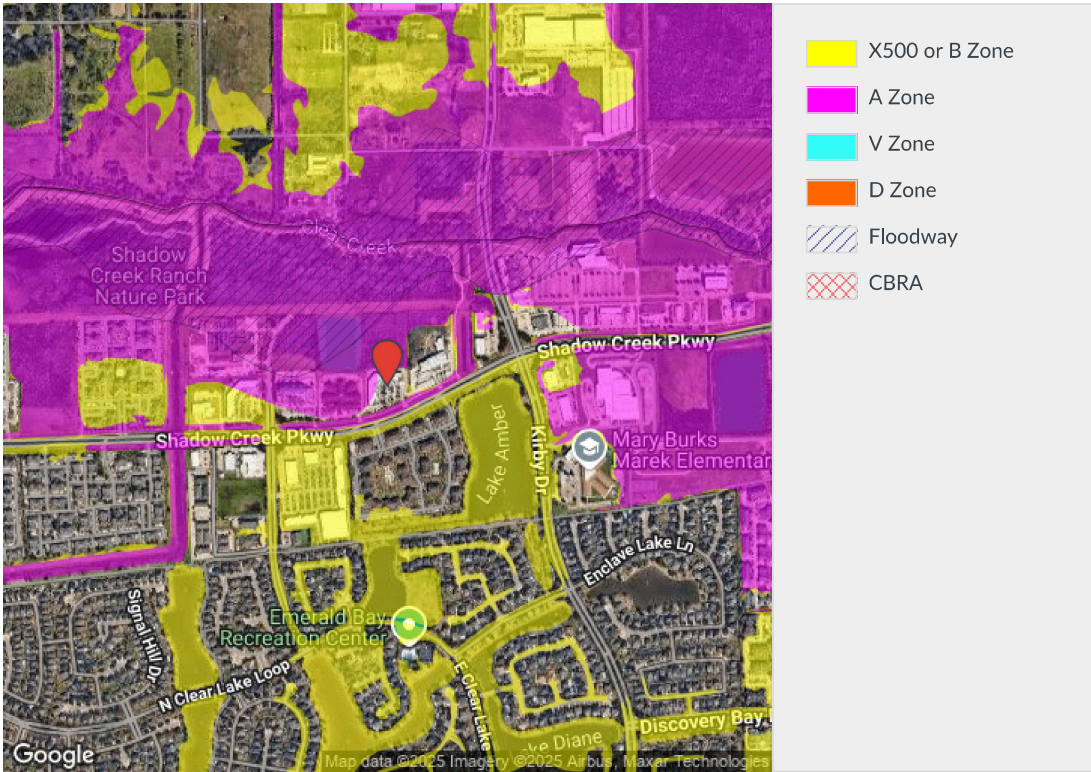 Clear Creek
Shadow
Creek Ranch
Nature Park
Shadow Creek Pkwy
Shadow Creek Pkwy
Lake Amber
Kirby Dr
Mary Burks
Marek Elementar
Enclave Lake Ln
Signal Hill Dr
Emerald Bay
Recreation Center
N Clear Lake Loop
E Clear Lake
Discovery Bay
ake Diane
Google
Map data ©2025 Imagery ©2025 Airbus, Maxar Technologies
X500 or B Zone
A Zone
V Zone
D Zone
Floodway
CBRA